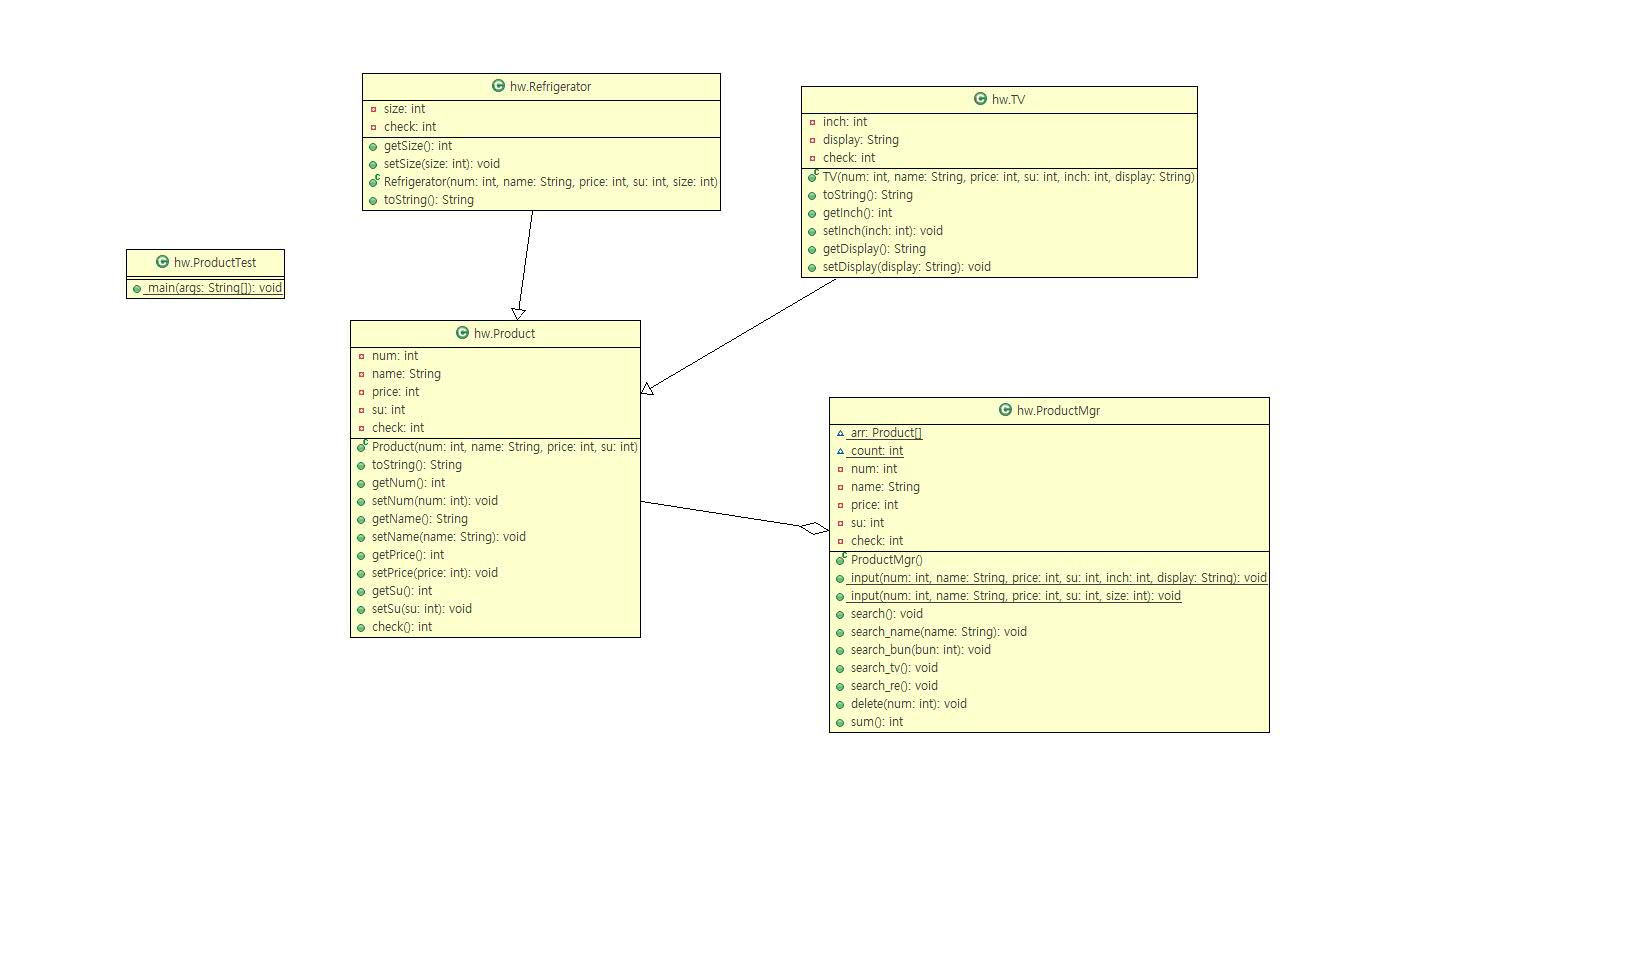 hw.Refrigerator
size: int
check: int
getSize(): int
setSize(size: int): void
Refrigerator(num: int, name: String, price: int, su: int, size: int)
toString(): String
hw.TV
inch: int
display: String
check: int
TV(num: int, name: String, price: int, su: int, inch: int, display: String)
toString(): String
getInch(): int
setInch(inch: int): void
getDisplay(): String
setDisplay(display: String): void
hw.ProductTest
main(args: String[]): void
hw.Product
num: int
name: String
price: int
su: int
check: int
Product(num: int, name: String, price: int, su: int)
toString(): String
getNum(): int
setNum(num: int): void
getName(): String
setName(name: String): void
getPrice(): int
setPrice(price: int): void
getSu(): int
setSu(su: int): void
check(): int
hw.ProductMgr
arr: Product[]
count: int
num: int
name: String
price: int
su: int
check: int
ProductMgr()
input(num: int, name: String, price: int, su: int, inch: int, display: String): void
input(num: int, name: String, price: int, su: int, size: int): void
search(): void
search_name(name: String): void
search_bun(bun: int): void
search_tv(): void
search_re(): void
delete(num: int): void
sum(): int